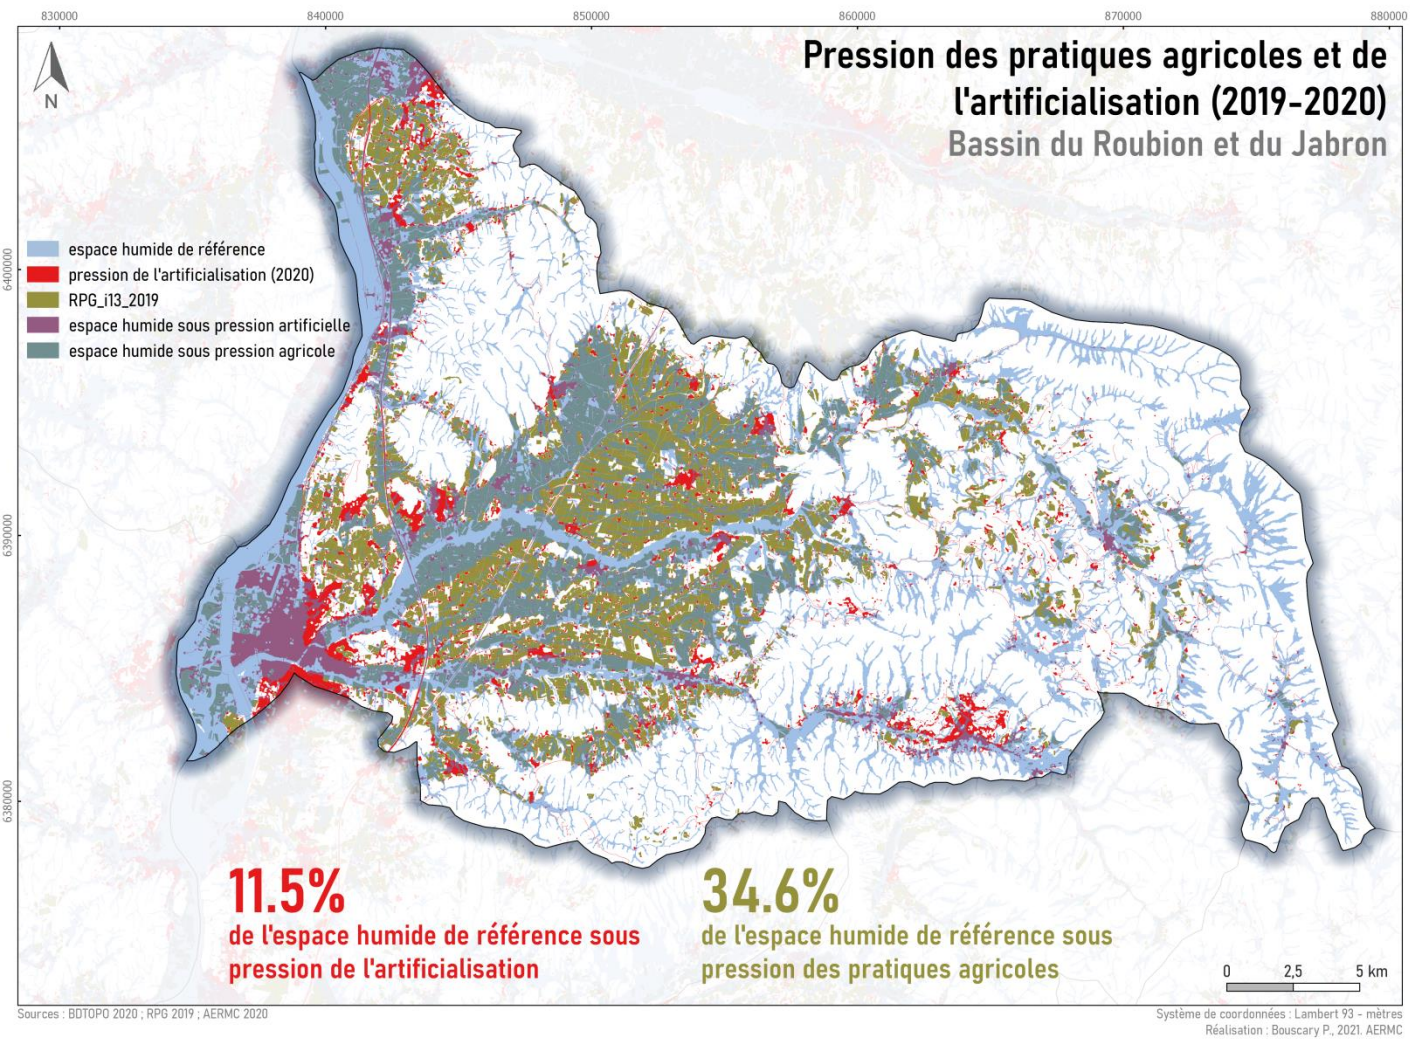 830000
840000
850000
860000
870000
880000
Pression des pratiques agricoles et de
l'artificialisation (2019-2020)
Bassin du Roubion et du Jabron
N
espace humide de référence
pression de l'artificialisation (2020)
RPG_i13_2019
espace humide sous pression artificielle
espace humide sous pression agricole
6400000
6390000
6380000
11.5%
de l'espace humide de référence sous
pression de l'artificialisation
34.6%
de l'espace humide de référence sous
pression des pratiques agricoles
0 2,5 5 km
Sources : BDTOPO 2020 ; RPG 2019 ; AERMC 2020
Système de coordonnées : Lambert 93 - mètres
Réalisation : Bouscary P., 2021. AERMC